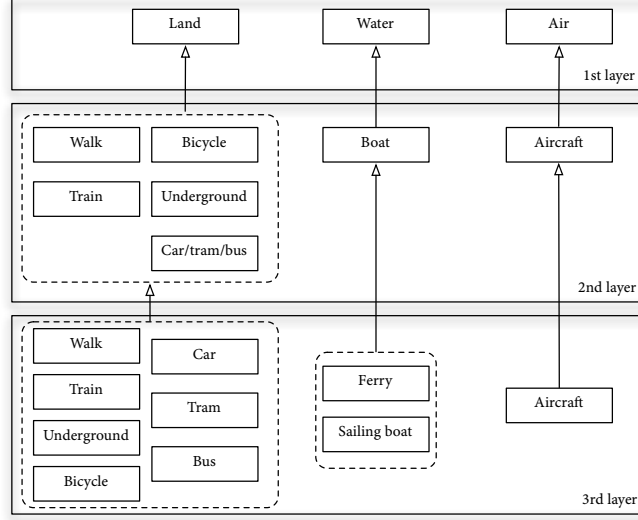 Land
Water
Air
1st layer
Walk
Bicycle
Boat
Aircraft
Train
Underground
Car/tram/bus
2nd layer
Walk
Car
Train
Ferry
Tram
Aircraft
Underground
Sailing boat
Bus
Bicycle
3rd layer